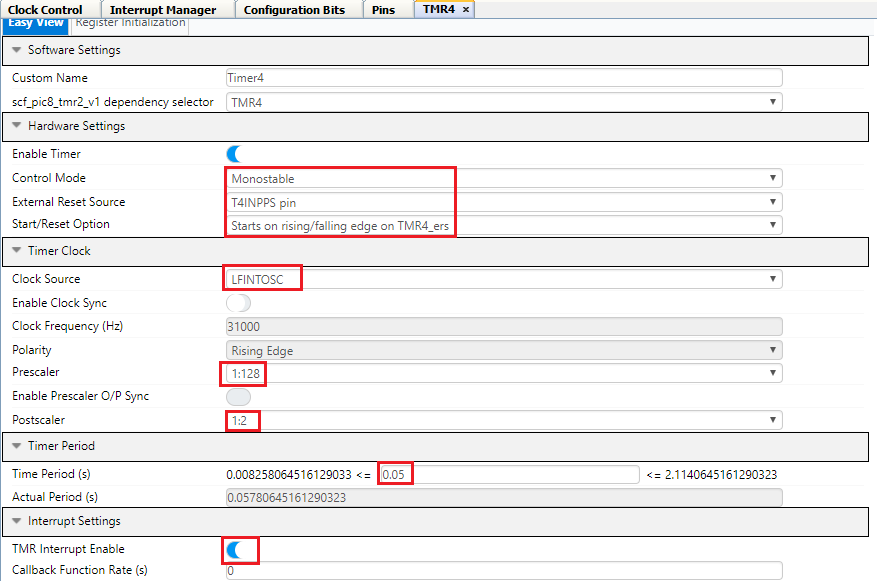 Clock Control Interrupt Manager Configuration Bits Pins TMR4 ×
Easy View Register Initialization
Software Settings
Custom Name Timer4
scf_pic8_tmr2_v1 dependency selector TMR4
Hardware Settings
Enable Timer
Control Mode Monostable
External Reset Source T4INPPS pin
Start/Reset Option Starts on rising/falling edge on TMR4_ers
Timer Clock
Clock Source LFINTOSC
Enable Clock Sync
Clock Frequency (Hz) 31000
Polarity Rising Edge
Prescaler 1:128
Enable Prescaler O/P Sync
Postscaler 1:2
Timer Period
Time Period (s) 0.008258064516129033 <= 0.05 <= 2.1140645161290323
Actual Period (s) 0.05780645161290323
Interrupt Settings
TMR Interrupt Enable
Callback Function Rate (s) 0